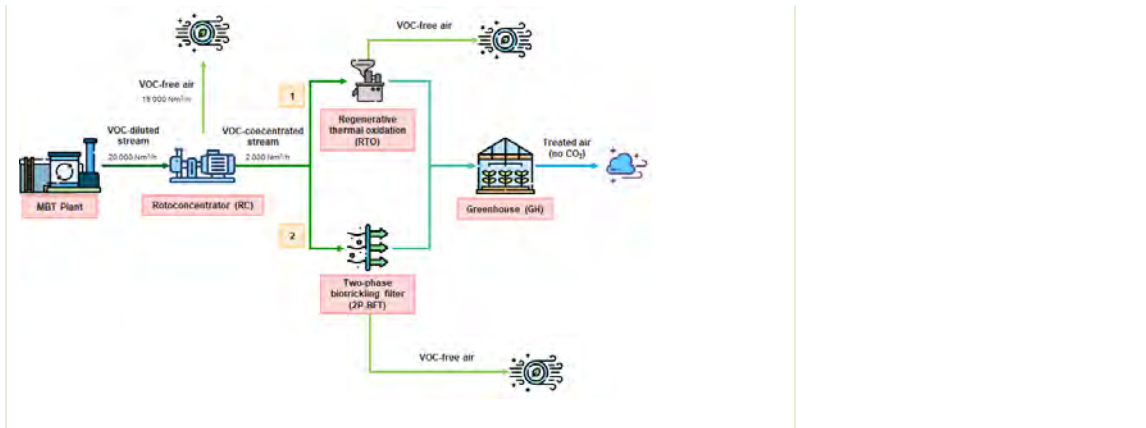 VOC-free air
VOC-free air
18 000 Nm³/h
1
Regenerative
thermal oxidation
(RTO)
VOC-diluted
stream
20 000 Nm³/h
VOC-concentrated
stream
2 000 Nm³/h
MBT Plant
Rotoconcentrator (RC)
Treated air
(no CO₂)
Greenhouse (GH)
2
Two-phase
biotrickling filter
(2P BFT)
VOC-free air